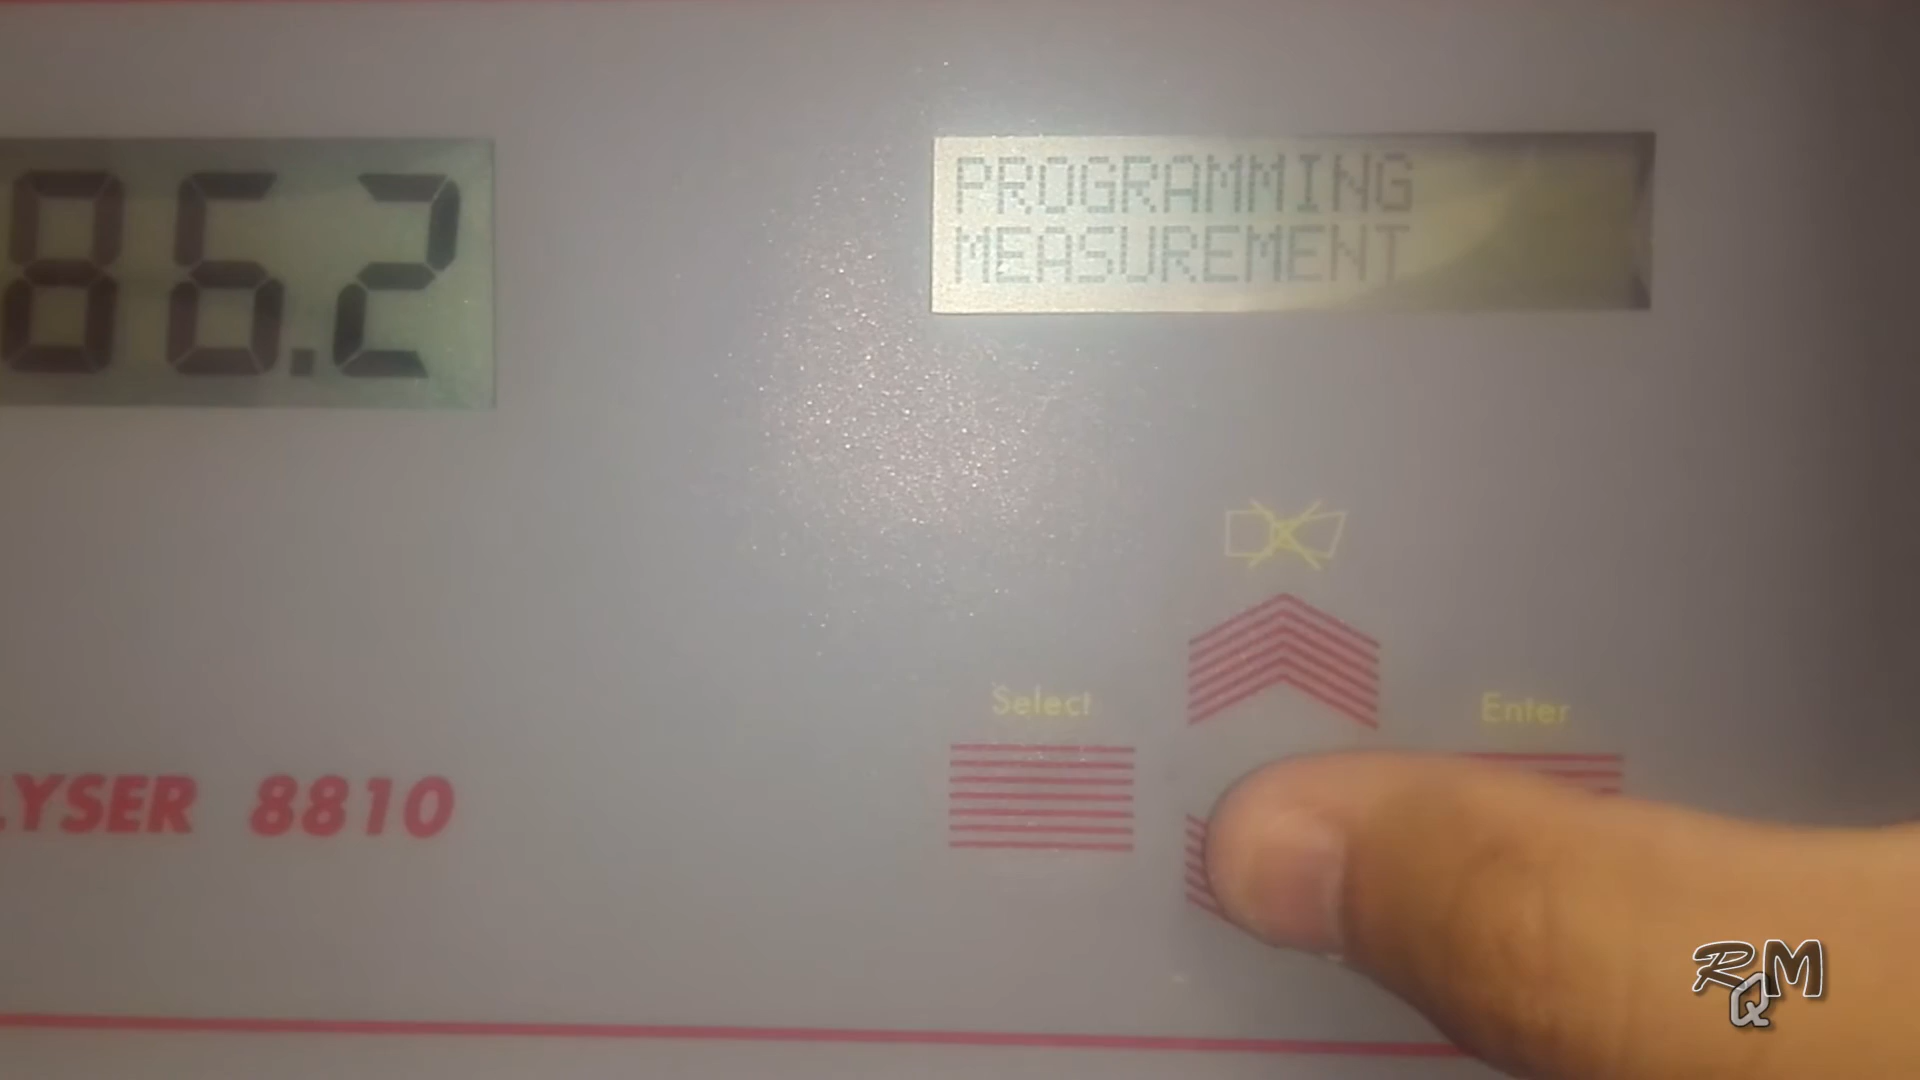 86.2
PROGRAMMING
MEASUREMENT
Select
Enter
LYSER 8810
RQM